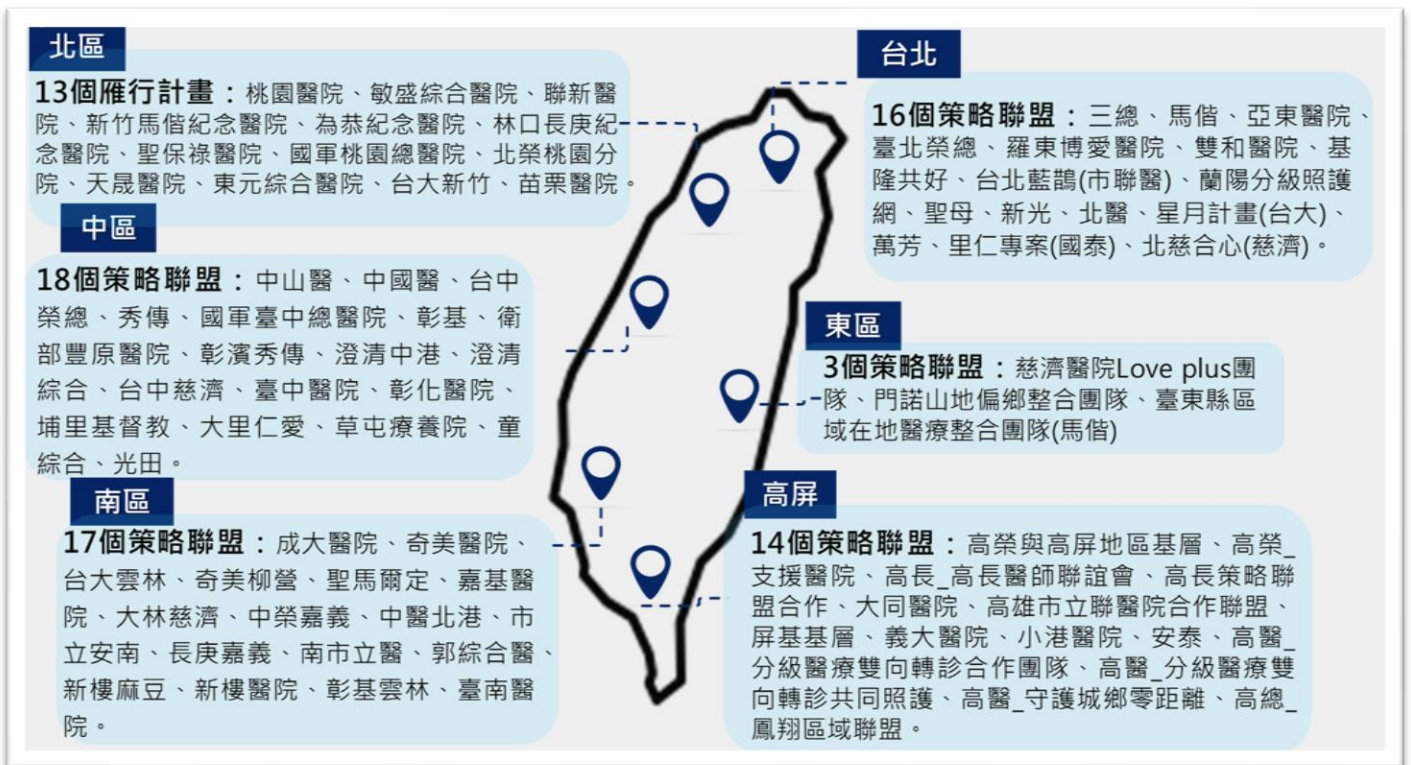 北區
13個雁行計畫：桃園醫院、敏盛綜合醫院、聯新醫
院、新竹馬偕紀念醫院、為恭紀念醫院、林口長庚紀
念醫院、聖保祿醫院、國軍桃園總醫院、北榮桃園分
院、天晟醫院、東元綜合醫院、台大新竹、苗栗醫院。
台北
16個策略聯盟：三總、馬偕、亞東醫院、
臺北榮總、羅東博愛醫院、雙和醫院、基
隆共好、台北藍鵲(市聯醫)、蘭陽分級照護
網、聖母、新光、北醫、星月計畫(台大)、
萬芳、里仁專案(國泰)、北慈合心(慈濟)。
中區
18個策略聯盟：中山醫、中國醫、台中
榮總、秀傳、國軍臺中總醫院、彰基、衛
部豐原醫院、彰濱秀傳、澄清中港、澄清
綜合、台中慈濟、臺中醫院、彰化醫院、
埔里基督教、大里仁愛、草屯療養院、童
綜合、光田。
東區
3個策略聯盟：慈濟醫院Love plus團
隊、門諾山地偏鄉整合團隊、臺東縣區
域在地醫療整合團隊(馬偕)
南區
17個策略聯盟：成大醫院、奇美醫院、
台大雲林、奇美柳營、聖馬爾定、嘉基醫
院、大林慈濟、中榮嘉義、中醫北港、市
立安南、長庚嘉義、南市立醫、郭綜合醫、
新樓麻豆、新樓醫院、彰基雲林、臺南醫
院。
高屏
14個策略聯盟：高榮與高屏地區基層、高榮_
支援醫院、高長_高長醫師聯誼會、高長策略聯
盟合作、大同醫院、高雄市立聯醫院合作聯盟、
屏基基層、義大醫院、小港醫院、安泰、高醫_
分級醫療雙向轉診合作團隊、高醫_分級醫療雙
向轉診共同照護、高醫_守護城鄉零距離、高總_
鳳翔區域聯盟。